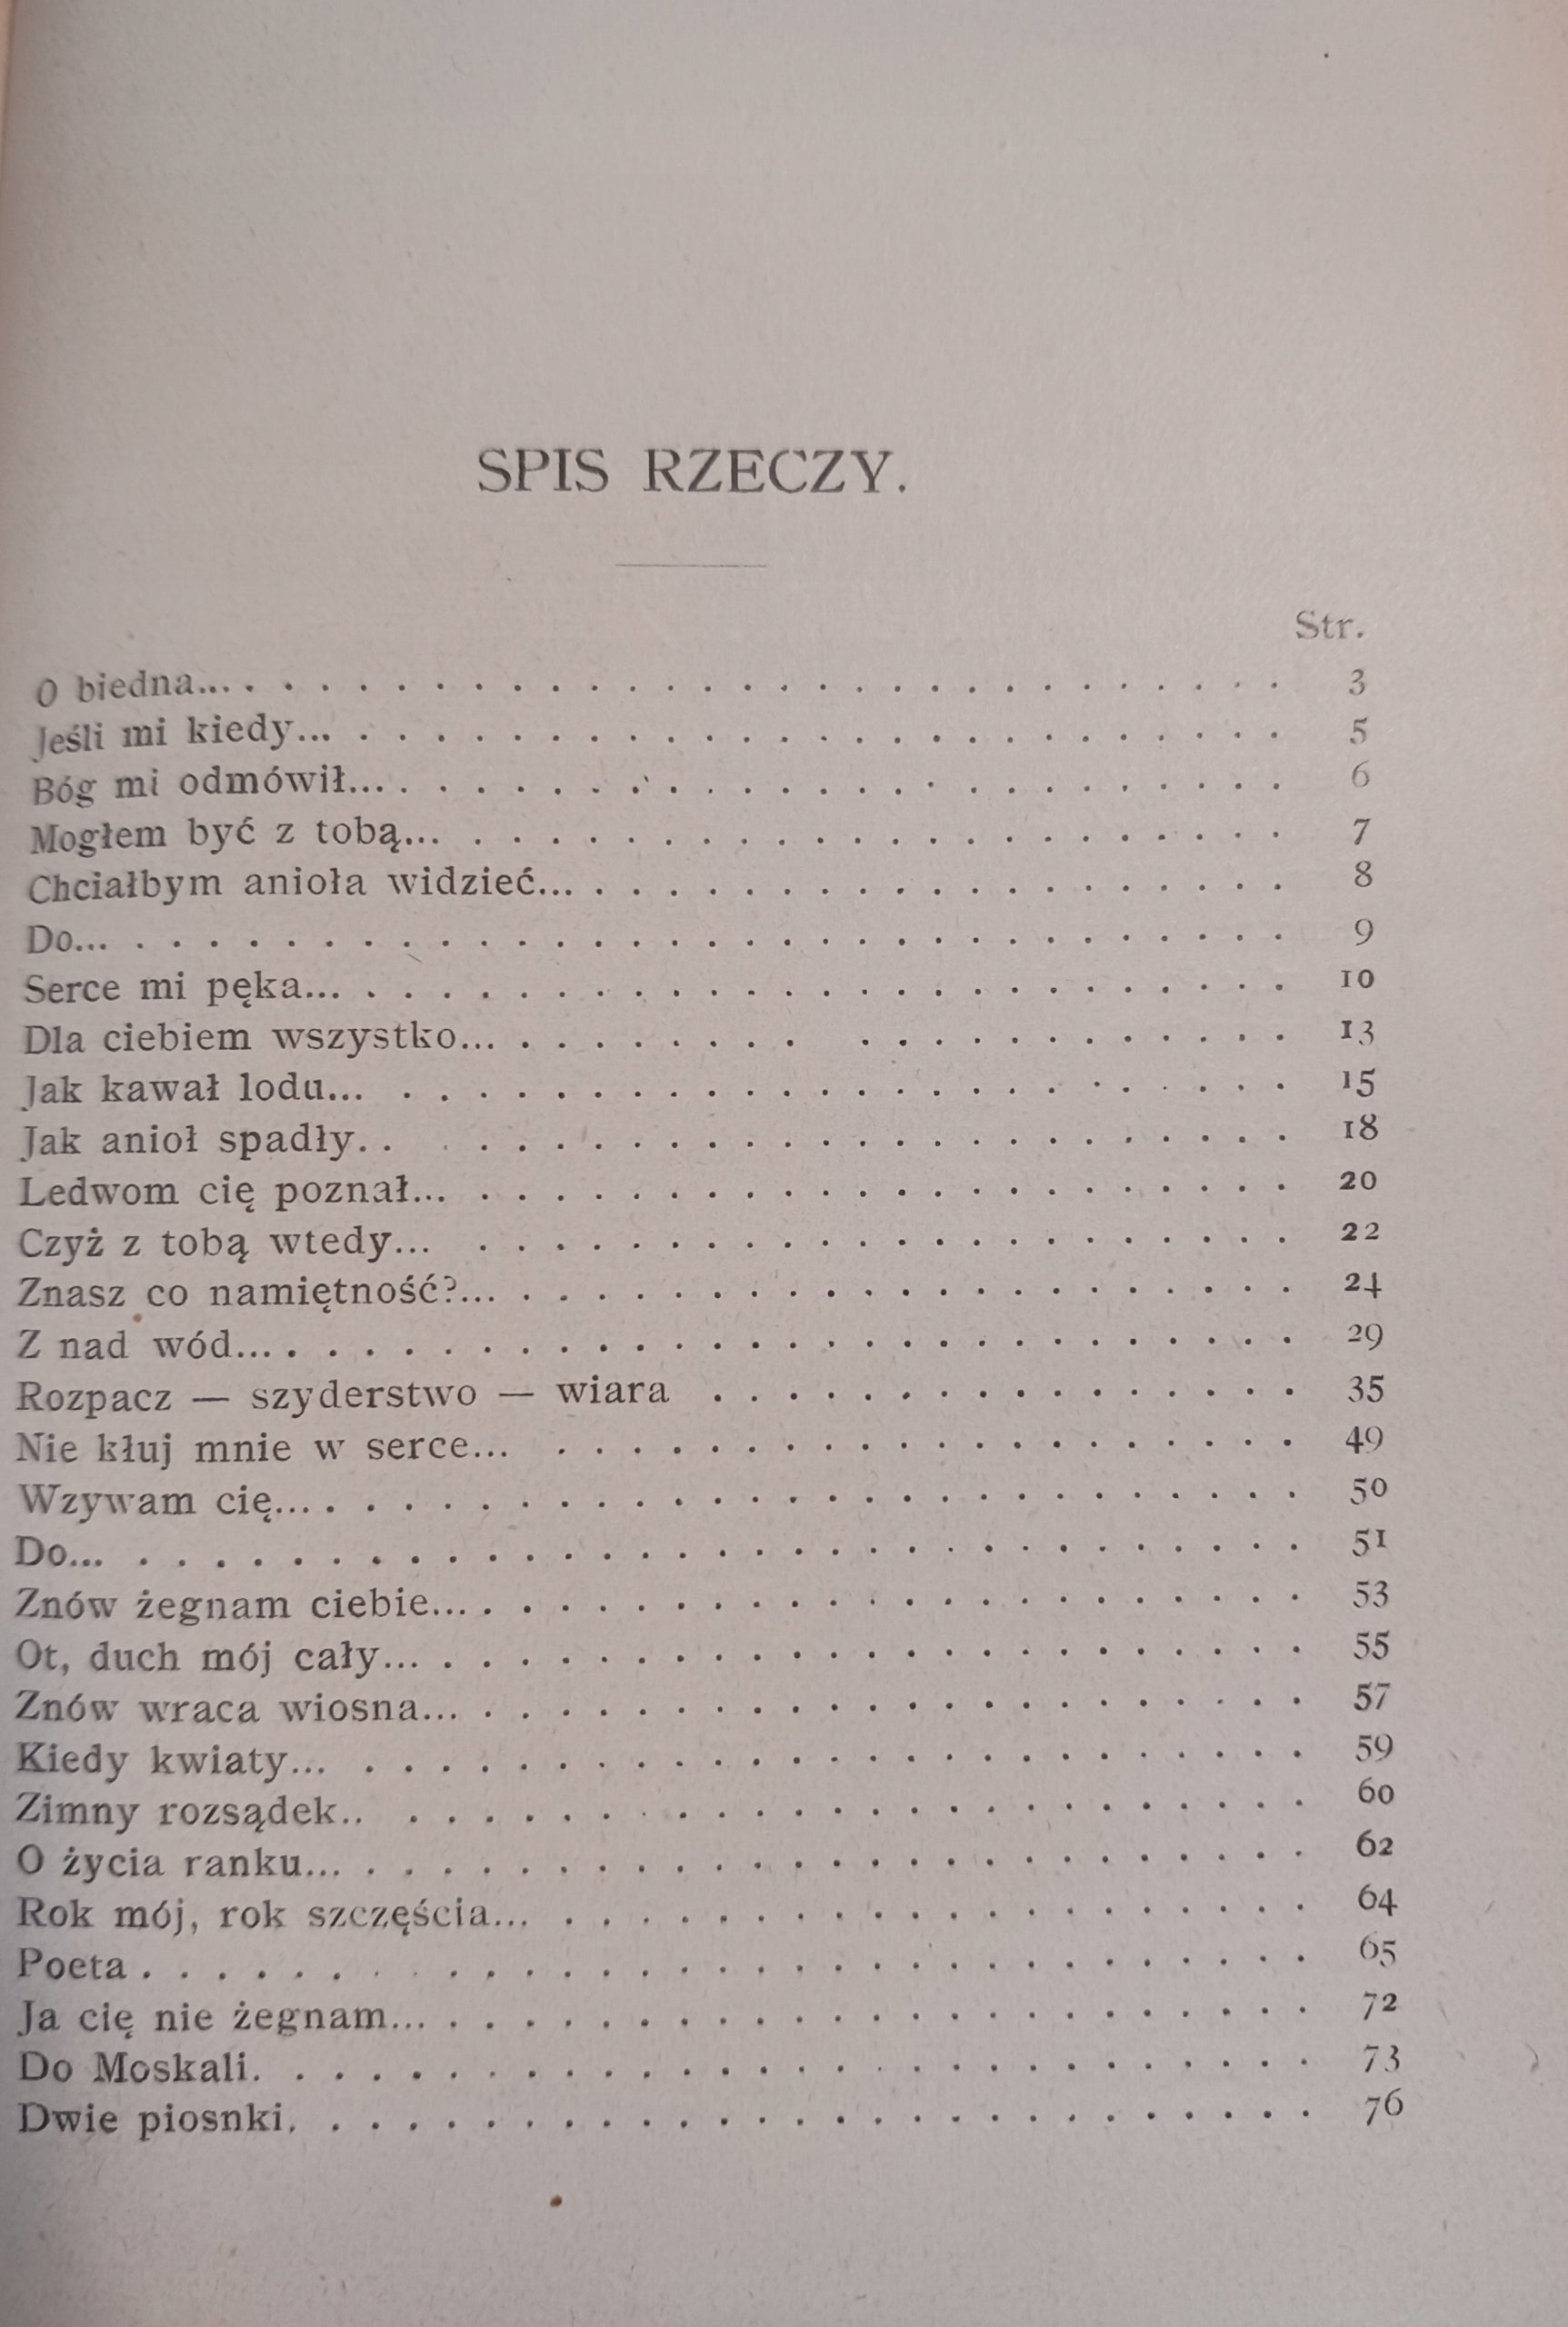 SPIS RZECZY.
Str.
O biedna... 3
Jeśli mi kiedy... 5
Bóg mi odmówił... 6
Mogłem być z tobą... 7
Chciałbym anioła widzieć... 8
Do... 9
Serce mi pęka... 10
Dla ciebiem wszystko... 13
Jak kawał lodu... 15
Jak anioł spadły. . 18
Ledwom cię poznał... 20
Czyż z tobą wtedy... 22
Znasz co namiętność?... 24
Z nad wód... 29
Rozpacz — szyderstwo — wiara 35
Nie kłuj mnie w serce... 49
Wzywam cię... 50
Do... 51
Znów żegnam ciebie... 53
Ot, duch mój cały... 55
Znów wraca wiosna... 57
Kiedy kwiaty... 59
Zimny rozsądek.. 60
O życia ranku... 62
Rok mój, rok szczęścia... 64
Poeta 65
Ja cię nie żegnam... 72
Do Moskali. 73
Dwie piosnki. 76